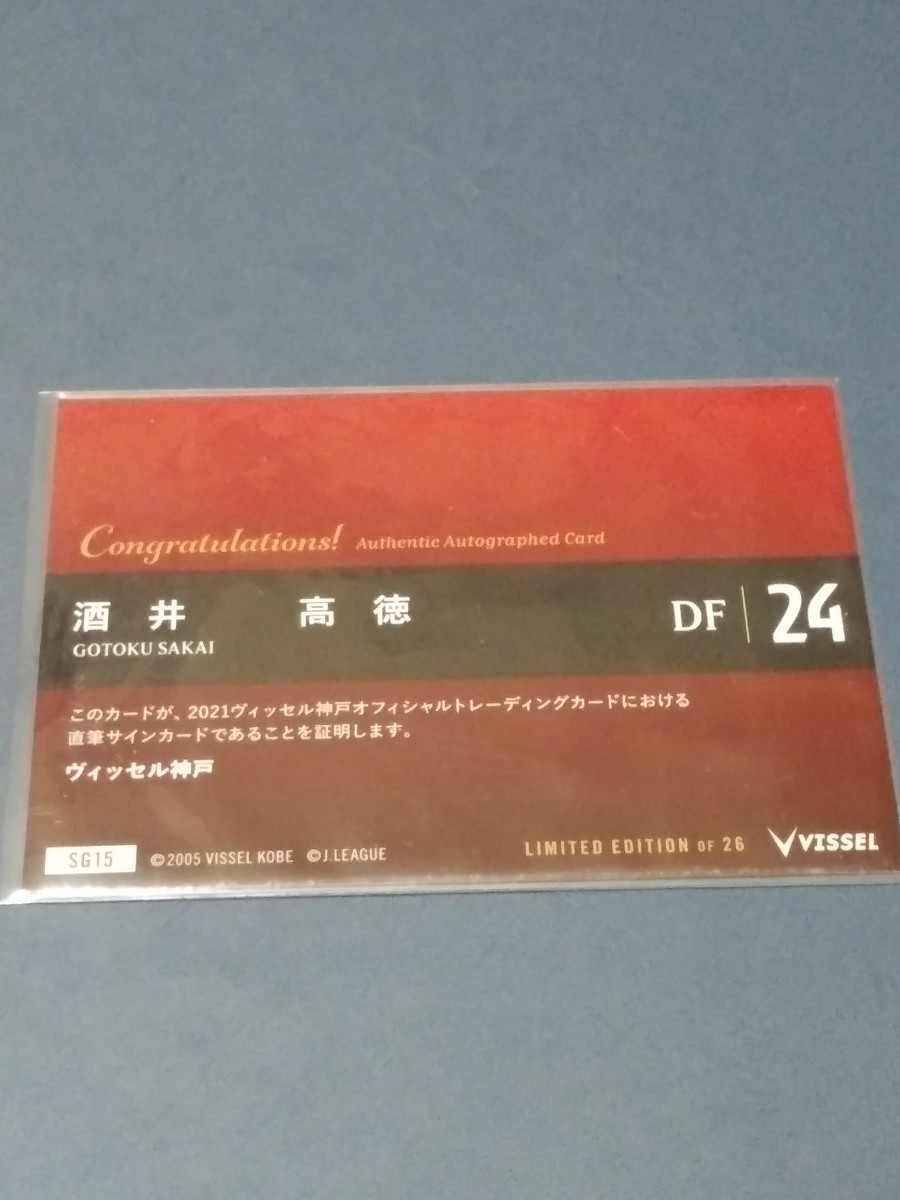 Congratulations! Authentic Autographed Card
酒井 高徳
GOTOKU SAKAI
DF 24
このカードが、2021ヴィッセル神戸オフィシャルトレーディングカードにおける
直筆サインカードであることを証明します。
ヴィッセル神戸
SG15 ©2005 VISSEL KOBE ©J.LEAGUE LIMITED EDITION OF 26 VISSEL